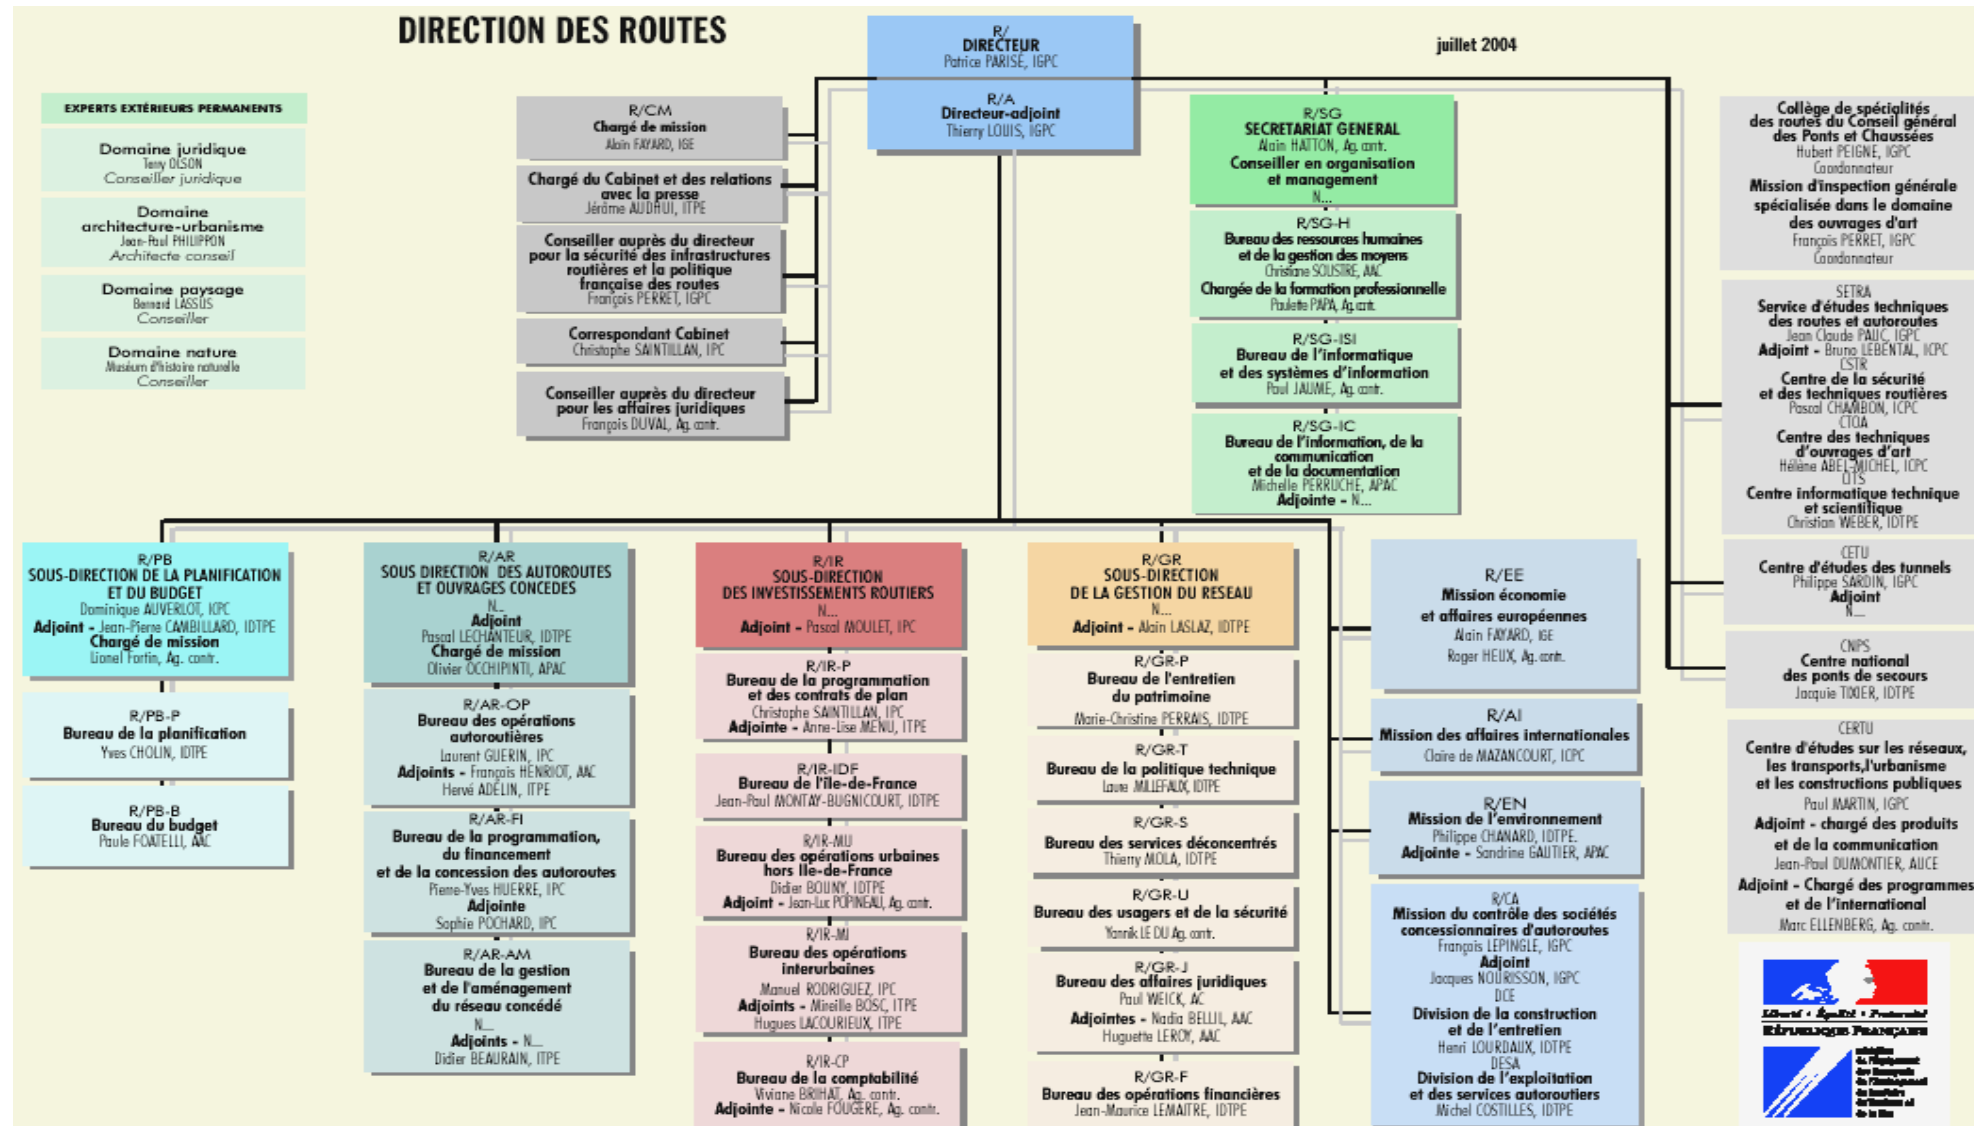 DIRECTION DES ROUTES
juillet 2004
R/
DIRECTEUR
Patrice PARISÉ, IGPC
R/A
Directeur-adjoint
Thierry LOUIS, IGPC
EXPERTS EXTÉRIEURS PERMANENTS
Domaine juridique
Terry OLSON
Conseiller juridique
Domaine
architecture-urbanisme
Jean-Paul PHILIPPON
Architecte conseil
Domaine paysage
Bernard LASSUS
Conseiller
Domaine nature
Muséum d'histoire naturelle
Conseiller
R/CM
Chargé de mission
Alain FAYARD, IGE
Chargé du Cabinet et des relations
avec la presse
Jérôme AUDHUI, ITPE
Conseiller auprès du directeur
pour la sécurité des infrastructures
routières et la politique
française des routes
François PERRET, IGPC
Correspondant Cabinet
Christophe SAINTILLAN, IPC
Conseiller auprès du directeur
pour les affaires juridiques
François DUVAL, Ag. contr.
R/SG
SECRETARIAT GENERAL
Alain HATTON, Ag. contr.
Conseiller en organisation
et management
N...
R/SG-H
Bureau des ressources humaines
et de la gestion des moyens
Christiane SOUSTRE, AAC
Chargée de la formation professionnelle
Paulette PAPA, Ag. contr.
R/SG-ISI
Bureau de l'informatique
et des systèmes d'information
Paul JAUME, Ag. contr.
R/SG-IC
Bureau de l'information, de la
communication
et de la documentation
Michelle PERRUCHE, APAC
Adjointe - N...
Collège de spécialités
des routes du Conseil général
des Ponts et Chaussées
Hubert PEIGNE, IGPC
Coordonnateur
Mission d'inspection générale
spécialisée dans le domaine
des ouvrages d'art
François PERRET, IGPC
Coordonnateur
SETRA
Service d'études techniques
des routes et autoroutes
Jean Claude PAUC, IGPC
Adjoint - Bruno LEBENTAL, ICPC
CSTR
Centre de la sécurité
et des techniques routières
Pascal CHAMBON, ICPC
CTOA
Centre des techniques
d'ouvrages d'art
Hélène ABEL-MICHEL, ICPC
CITS
Centre informatique technique
et scientifique
Christian WEBER, IDTPE
CETU
Centre d'études des tunnels
Philippe SARDIN, IGPC
Adjoint
N...
CNPS
Centre national
des ponts de secours
Jacquie TIXIER, IDTPE
CERTU
Centre d'études sur les réseaux,
les transports,l'urbanisme
et les constructions publiques
Paul MARTIN, IGPC
Adjoint - chargé des produits
et de la communication
Jean-Paul DUMONTIER, AUCE
Adjoint - Chargé des programmes
et de l'international
Marc ELLENBERG, Ag. contr.
R/PB
SOUS-DIRECTION DE LA PLANIFICATION
ET DU BUDGET
Dominique AUVERLOT, ICPC
Adjoint - Jean-Pierre CAMBILLARD, IDTPE
Chargé de mission
Lionel Fortin, Ag. contr.
R/PB-P
Bureau de la planification
Yves CHOLIN, IDTPE
R/PB-B
Bureau du budget
Paule FOATELLI, AAC
R/AR
SOUS DIRECTION DES AUTOROUTES
ET OUVRAGES CONCEDES
N...
Adjoint
Pascal LECHANTEUR, IDTPE
Chargé de mission
Olivier OCCHIPINTI, APAC
R/AR-OP
Bureau des opérations
autoroutières
Laurent GUERIN, IPC
Adjoints - François HENRIOT, AAC
Hervé ADELIN, ITPE
R/AR-FI
Bureau de la programmation,
du financement
et de la concession des autoroutes
Pierre-Yves HUERRE, IPC
Adjointe
Sophie POCHARD, IPC
R/AR-AM
Bureau de la gestion
et de l'aménagement
du réseau concédé
N...
Adjoints - N...
Didier BEAURAIN, ITPE
R/IR
SOUS-DIRECTION
DES INVESTISSEMENTS ROUTIERS
N...
Adjoint - Pascal MOULET, IPC
R/IR-P
Bureau de la programmation
et des contrats de plan
Christophe SAINTILLAN, IPC
Adjointe - Anne-Lise MENU, ITPE
R/IR-IDF
Bureau de l'île-de-France
Jean-Paul MONTAY-BUGNICOURT, IDTPE
R/IR-MU
Bureau des opérations urbaines
hors Ile-de-France
Didier BOUNY, IDTPE
Adjoint - Jean-Luc POPINEAU, Ag. contr.
R/IR-MI
Bureau des opérations
interurbaines
Manuel RODRIGUEZ, IPC
Adjoints - Mireille BOSC, ITPE
Hugues LACOURIEUX, ITPE
R/IR-CP
Bureau de la comptabilité
Viviane BRIHAT, Ag. contr.
Adjointe - Nicole FOUGERE, Ag. contr.
R/GR
SOUS-DIRECTION
DE LA GESTION DU RESEAU
N...
Adjoint - Alain LASLAZ, IDTPE
R/GR-P
Bureau de l'entretien
du patrimoine
Marie-Christine PERRAIS, IDTPE
R/GR-T
Bureau de la politique technique
Laure MILLEFAUX, IDTPE
R/GR-S
Bureau des services déconcentrés
Thierry MOLA, IDTPE
R/GR-U
Bureau des usagers et de la sécurité
Yannik LE DU Ag. contr.
R/GR-J
Bureau des affaires juridiques
Paul WEICK, AC
Adjointes - Nadia BELLIL, AAC
Huguette LEROY, AAC
R/GR-F
Bureau des opérations financières
Jean-Maurice LEMAITRE, IDTPE
R/EE
Mission économie
et affaires européennes
Alain FAYARD, IGE
Roger HEUX, Ag. contr.
R/AI
Mission des affaires internationales
Claire de MAZANCOURT, ICPC
R/EN
Mission de l'environnement
Philippe CHANARD, IDTPE.
Adjointe - Sandrine GAUTIER, APAC
R/CA
Mission du contrôle des sociétés
concessionnaires d'autoroutes
François LEPINGLE, IGPC
Adjoint
Jacques NOURISSON, IGPC
DCE
Division de la construction
et de l'entretien
Henri LOURDAUX, IDTPE
DESA
Division de l'exploitation
et des services autoroutiers
Michel COSTILLES, IDTPE
Liberté • Égalité • Fraternité
RÉPUBLIQUE FRANÇAISE